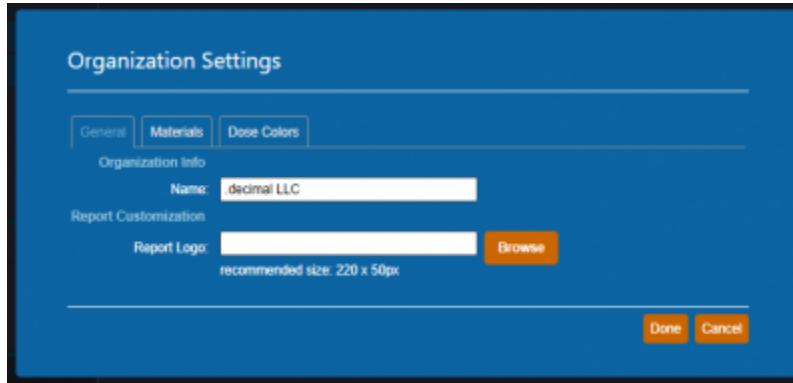 Organization Settings
General Materials Dose Colors
Organization Info
Name: .decimal LLC
Report Customization
Report Logo: Browse
recommended size: 220 x 50px
Done Cancel